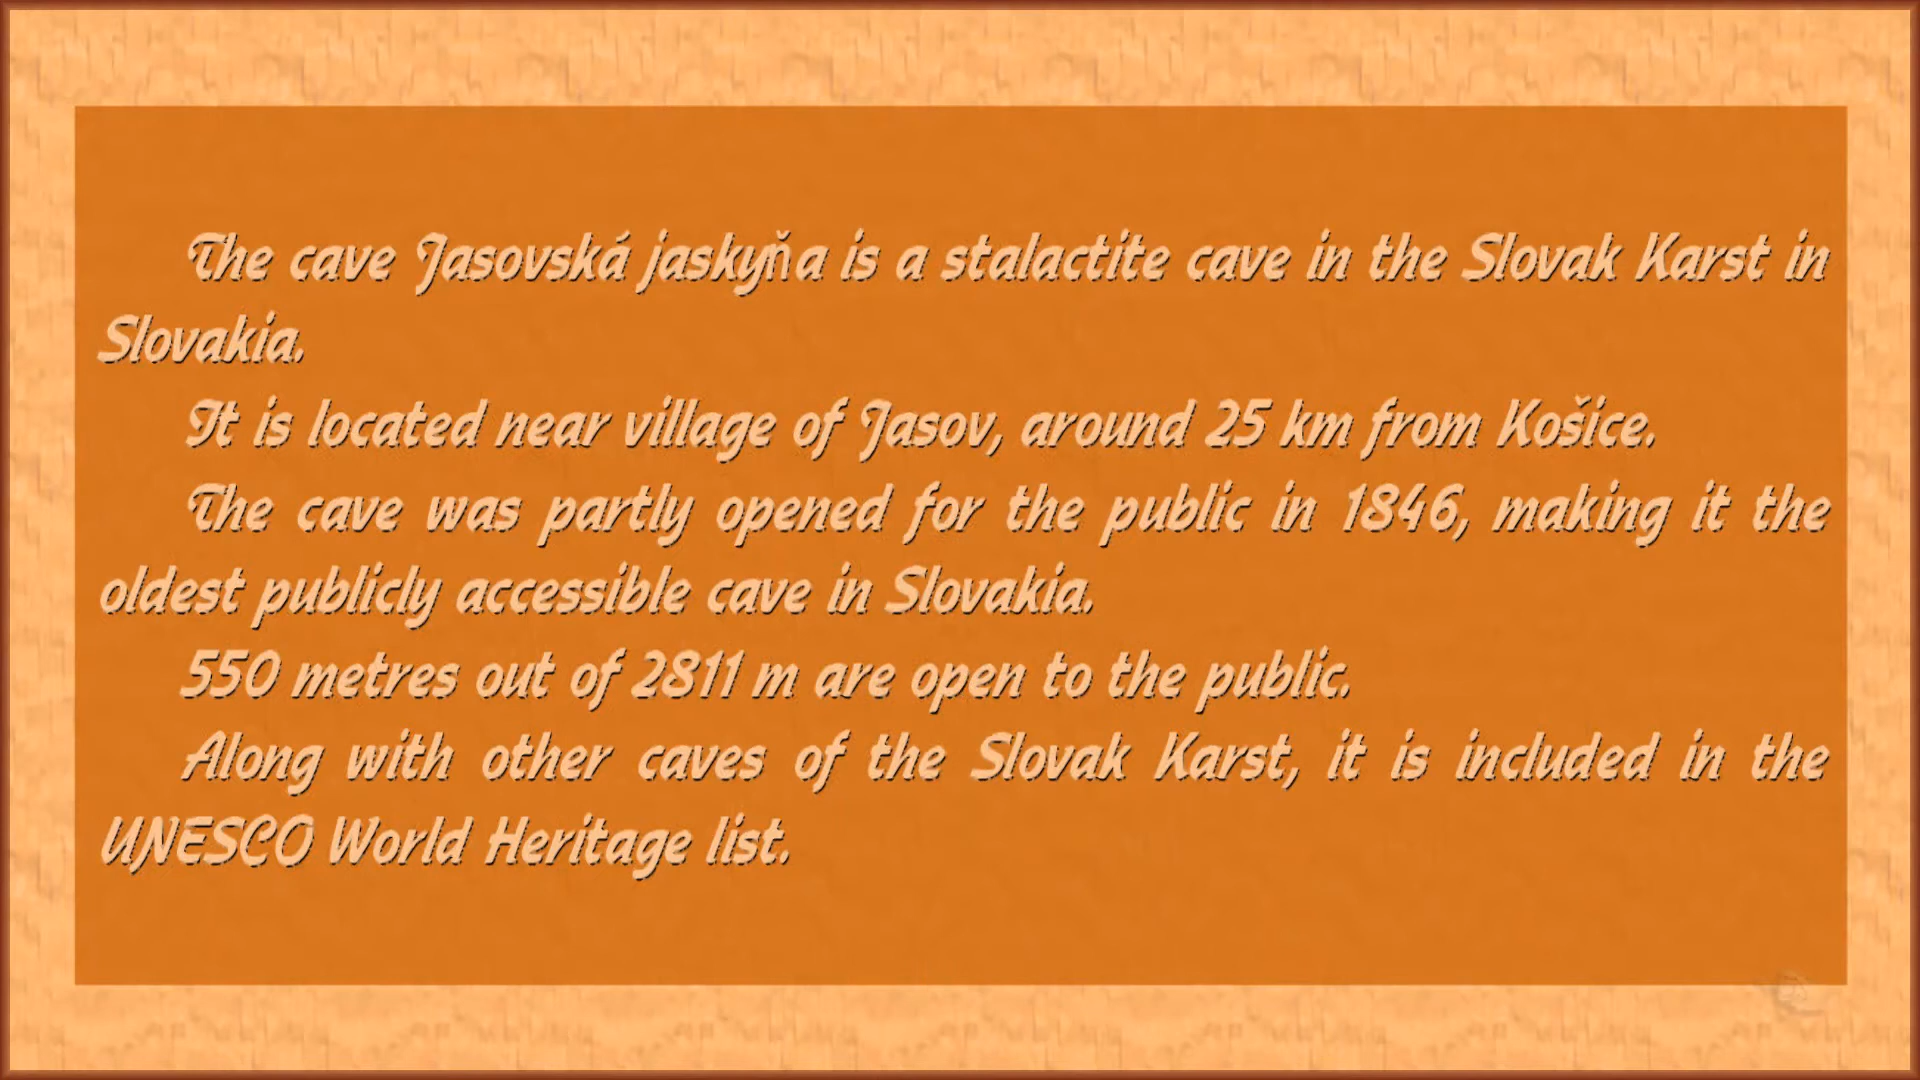 The cave Jasovská jaskyňa is a stalactite cave in the Slovak Karst in
Slovakia.
It is located near village of Jasov, around 25 km from Košice.
The cave was partly opened for the public in 1846, making it the
oldest publicly accessible cave in Slovakia.
550 metres out of 2811 m are open to the public.
Along with other caves of the Slovak Karst, it is included in the
UNESCO World Heritage list.